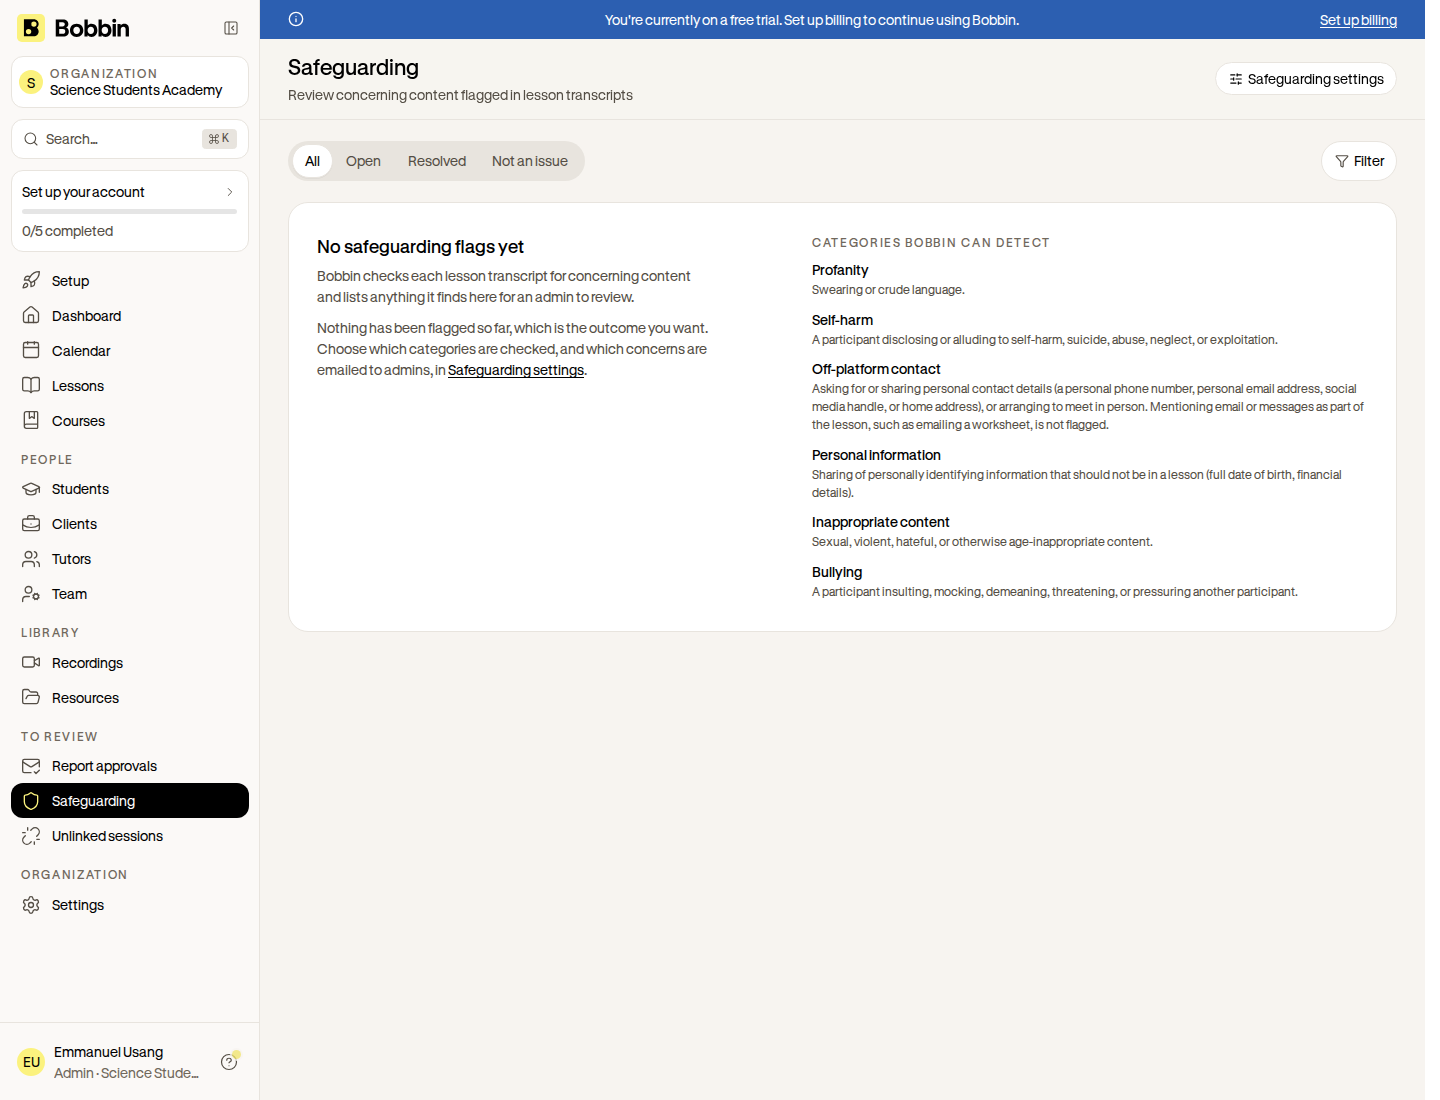 Bobbin
ORGANIZATION
S
Science Students Academy
Search...
⌘ K
Set up your account
0/5 completed
Setup
Dashboard
Calendar
Lessons
Courses
PEOPLE
Students
Clients
Tutors
Team
LIBRARY
Recordings
Resources
TO REVIEW
Report approvals
Safeguarding
Unlinked sessions
ORGANIZATION
Settings
EU
Emmanuel Usang
Admin · Science Stude...
You're currently on a free trial. Set up billing to continue using Bobbin.
Set up billing
Safeguarding
Review concerning content flagged in lesson transcripts
Safeguarding settings
All
Open
Resolved
Not an issue
Filter
No safeguarding flags yet
Bobbin checks each lesson transcript for concerning content
and lists anything it finds here for an admin to review.
Nothing has been flagged so far, which is the outcome you want.
Choose which categories are checked, and which concerns are
emailed to admins, in Safeguarding settings.
CATEGORIES BOBBIN CAN DETECT
Profanity
Swearing or crude language.
Self-harm
A participant disclosing or alluding to self-harm, suicide, abuse, neglect, or exploitation.
Off-platform contact
Asking for or sharing personal contact details (a personal phone number, personal email address, social
media handle, or home address), or arranging to meet in person. Mentioning email or messages as part of
the lesson, such as emailing a worksheet, is not flagged.
Personal information
Sharing of personally identifying information that should not be in a lesson (full date of birth, financial
details).
Inappropriate content
Sexual, violent, hateful, or otherwise age-inappropriate content.
Bullying
A participant insulting, mocking, demeaning, threatening, or pressuring another participant.